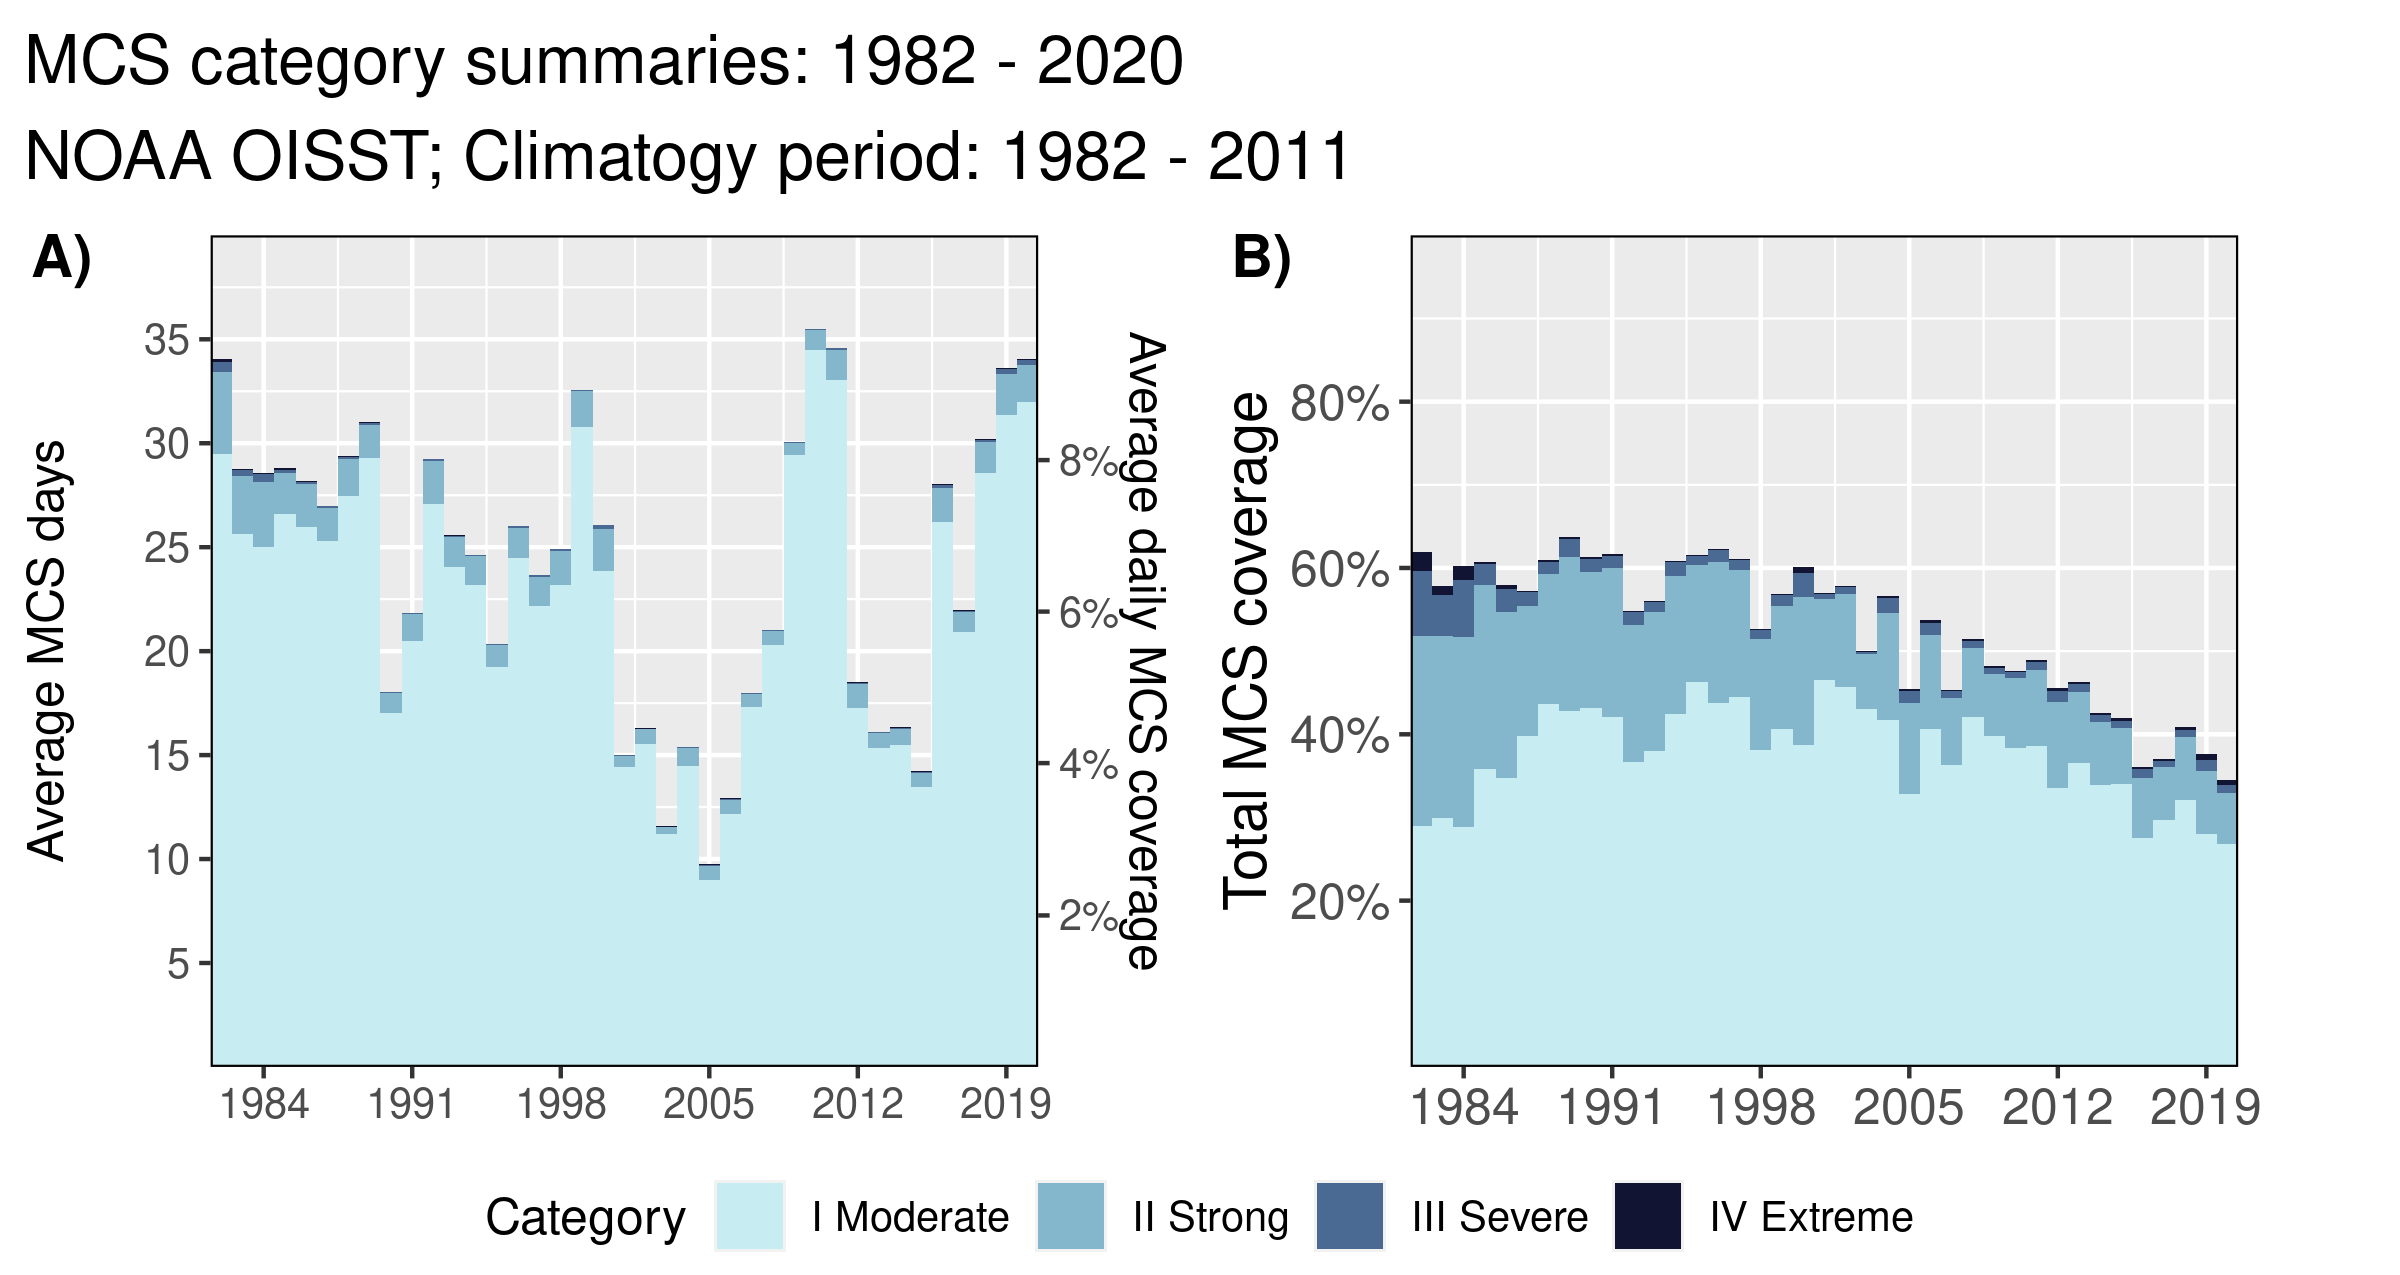 MCS category summaries: 1982 - 2020
NOAA OISST; Climatogy period: 1982 - 2011
A)
Average MCS days
35
30
25
20
15
10
5
8%
6%
4%
2%
Average daily MCS coverage
1984 1991 1998 2005 2012 2019
B)
Total MCS coverage
80%
60%
40%
20%
1984 1991 1998 2005 2012 2019
Category I Moderate II Strong III Severe IV Extreme